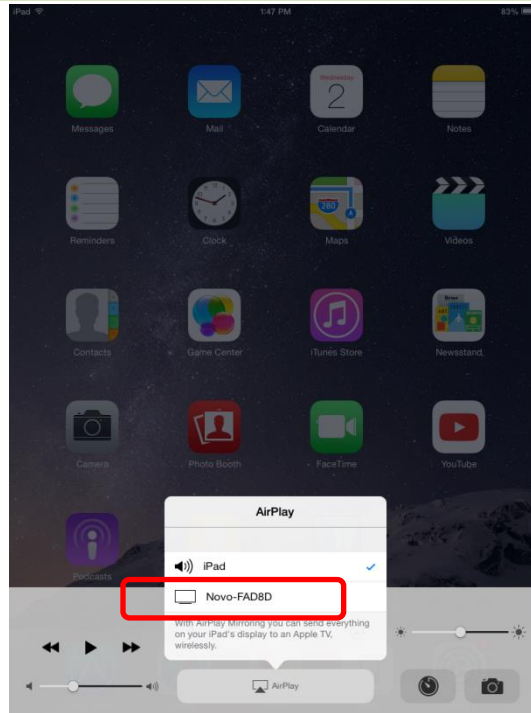 iPad 1:47 PM 83%
Wednesday
2
Messages Mail Calendar Notes
280
Reminders Clock Maps Videos
Contacts Game Center iTunes Store Newsstand
Camera Photo Booth FaceTime YouTube
Podcasts
AirPlay
iPad
Novo-FAD8D
With AirPlay Mirroring you can send everything
on your iPad's display to an Apple TV,
wirelessly.
AirPlay